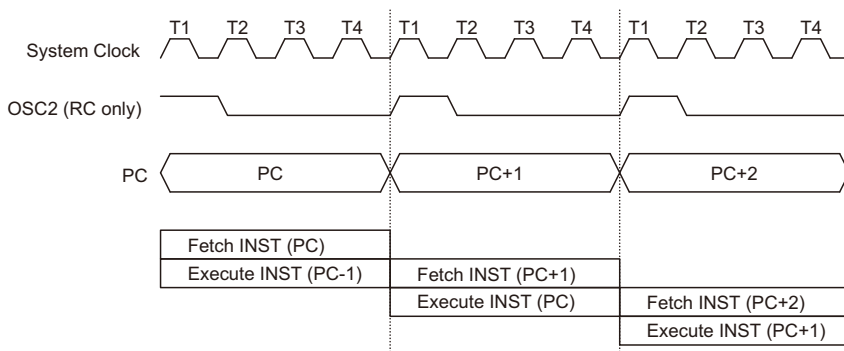 T1 T2 T3 T4 T1 T2 T3 T4 T1 T2 T3 T4
System Clock
OSC2 (RC only)
PC PC PC+1 PC+2
Fetch INST (PC)
Execute INST (PC-1) Fetch INST (PC+1)
Execute INST (PC) Fetch INST (PC+2)
Execute INST (PC+1)